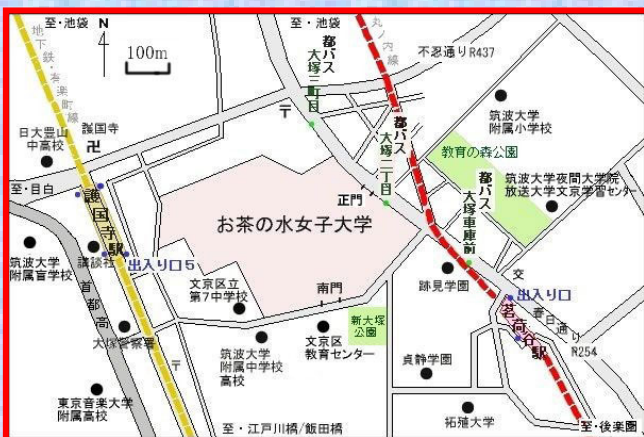 至・池袋
N
100m
地下鉄・有楽町線
至・池袋
丸ノ内線
都バス
大塚三町目
不忍通りR437
〒
日大豊山
中高校
護国寺
卍
都バス
大塚二丁目
筑波大学
附属小学校
教育の森公園
筑波大学夜間大学院
放送大学文京学習センター
至・目白
正門
お茶の水女子大学
都バス
大塚車庫前
護国寺駅
筑波大学
附属盲学校
講談社
出入り口5
首都高
文京区立
第7中学校
南門
跡見学園
交
出入り口
茗荷谷駅
春日通り
R254
新大塚
公園
大塚警察署
〒
筑波大学
附属中学校
高校
文京区
教育センター
貞静学園
東京音楽大学
附属高校
拓殖大学
至・江戸川橋/飯田橋
至・後楽園